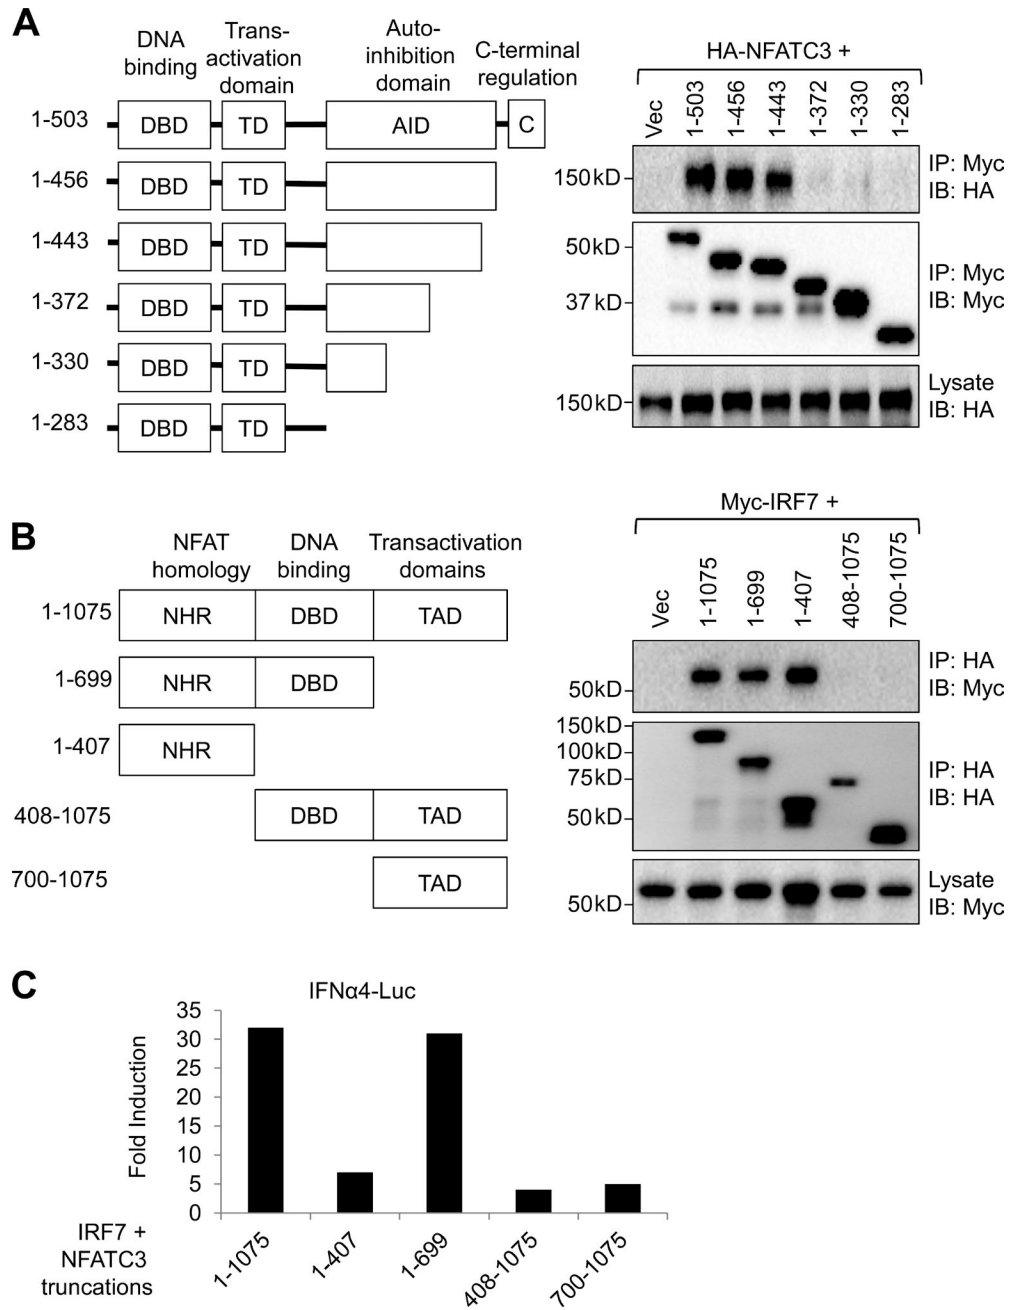 A
DNA
binding
Trans-
activation
domain
Auto-
inhibition
domain
C-terminal
regulation
1-503
DBD
TD
AID
C
1-456
DBD
TD
1-443
DBD
TD
1-372
DBD
TD
1-330
DBD
TD
1-283
DBD
TD
HA-NFATC3 +
Vec
1-503
1-456
1-443
1-372
1-330
1-283
150kD
IP: Myc
IB: HA
50kD
37kD
IP: Myc
IB: Myc
150kD
Lysate
IB: HA
B
NFAT
homology
DNA
binding
Transactivation
domains
1-1075
NHR
DBD
TAD
1-699
NHR
DBD
1-407
NHR
408-1075
DBD
TAD
700-1075
TAD
Myc-IRF7 +
Vec
1-1075
1-699
1-407
408-1075
700-1075
50kD
IP: HA
IB: Myc
150kD
100kD
75kD
50kD
IP: HA
IB: HA
50kD
Lysate
IB: Myc
C
IFNα4-Luc
Fold Induction
35
30
25
20
15
10
5
0
IRF7 +
NFATC3
truncations
1-1075
1-407
1-699
408-1075
700-1075